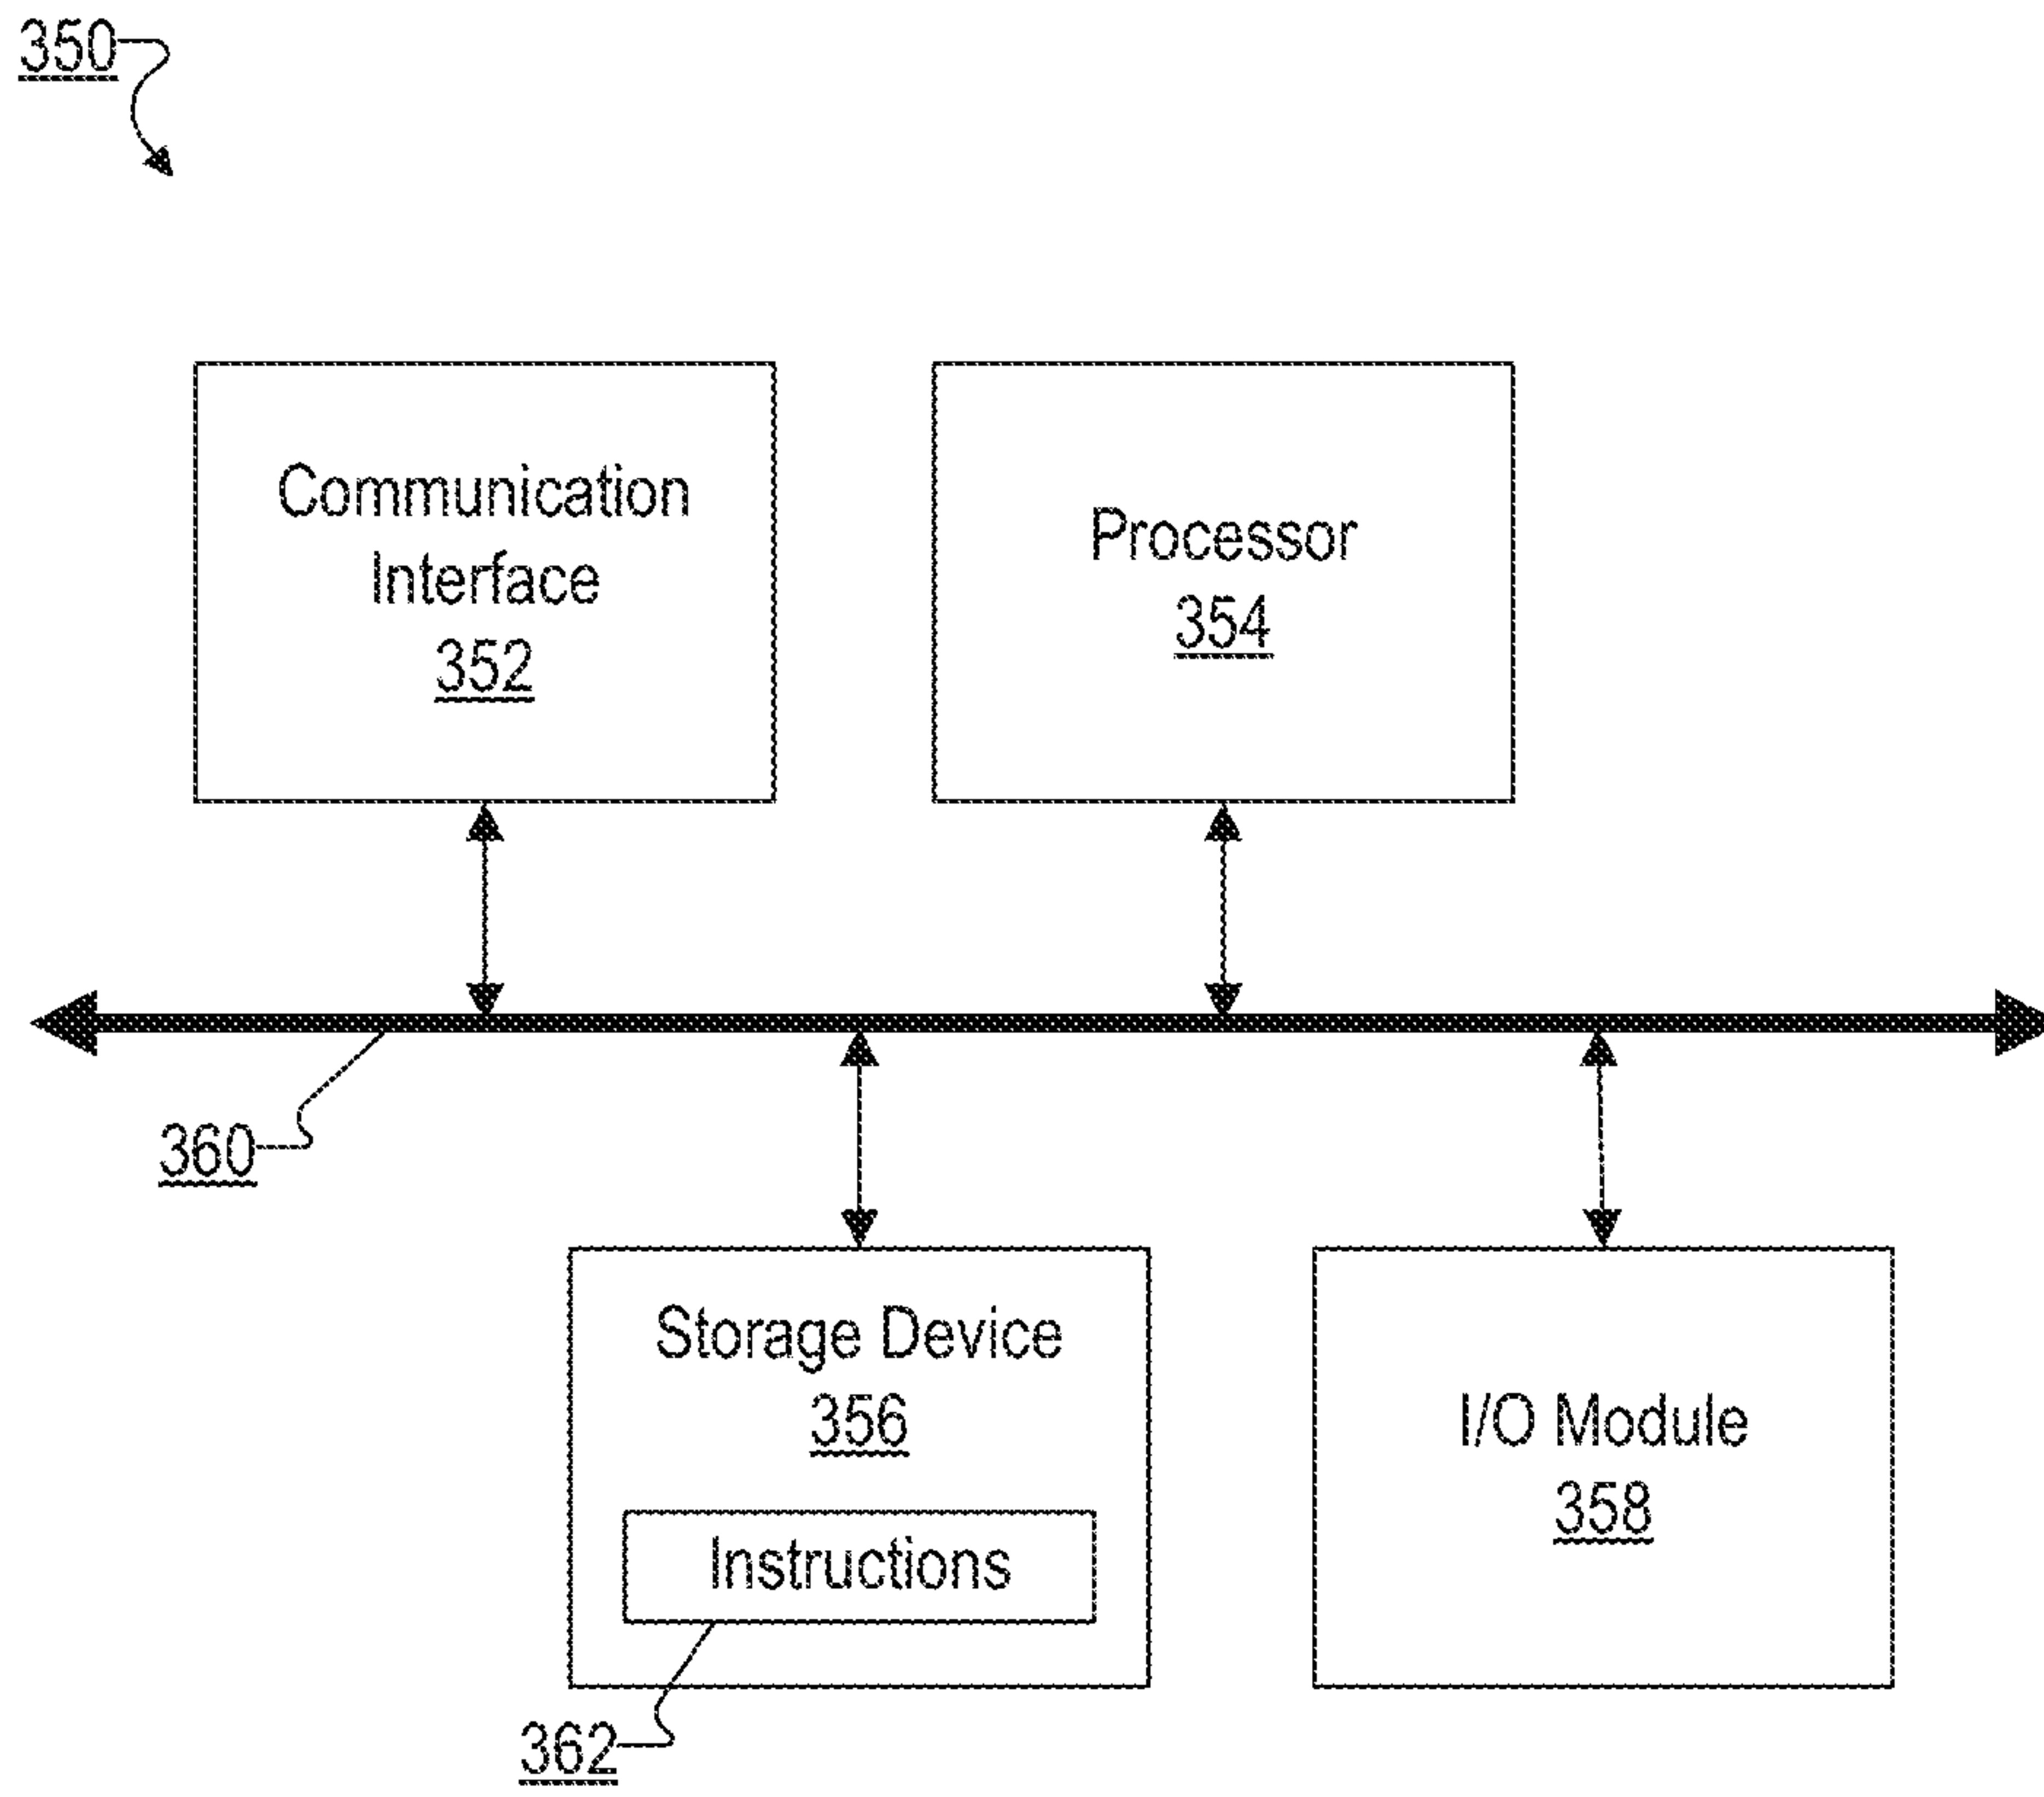 350
Communication
Interface
352
Processor
354
360
Storage Device
356
Instructions
362
I/O Module
358